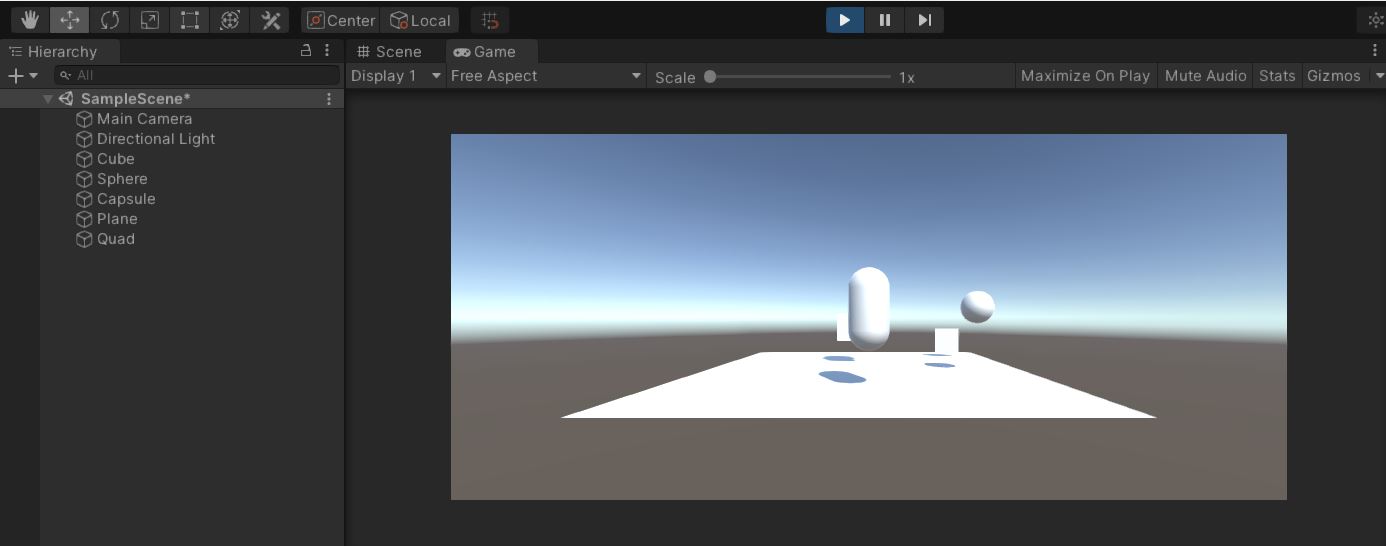 Center Local
Hierarchy
All
SampleScene*
Main Camera
Directional Light
Cube
Sphere
Capsule
Plane
Quad
Scene Game
Display 1 Free Aspect Scale 1x Maximize On Play Mute Audio Stats Gizmos